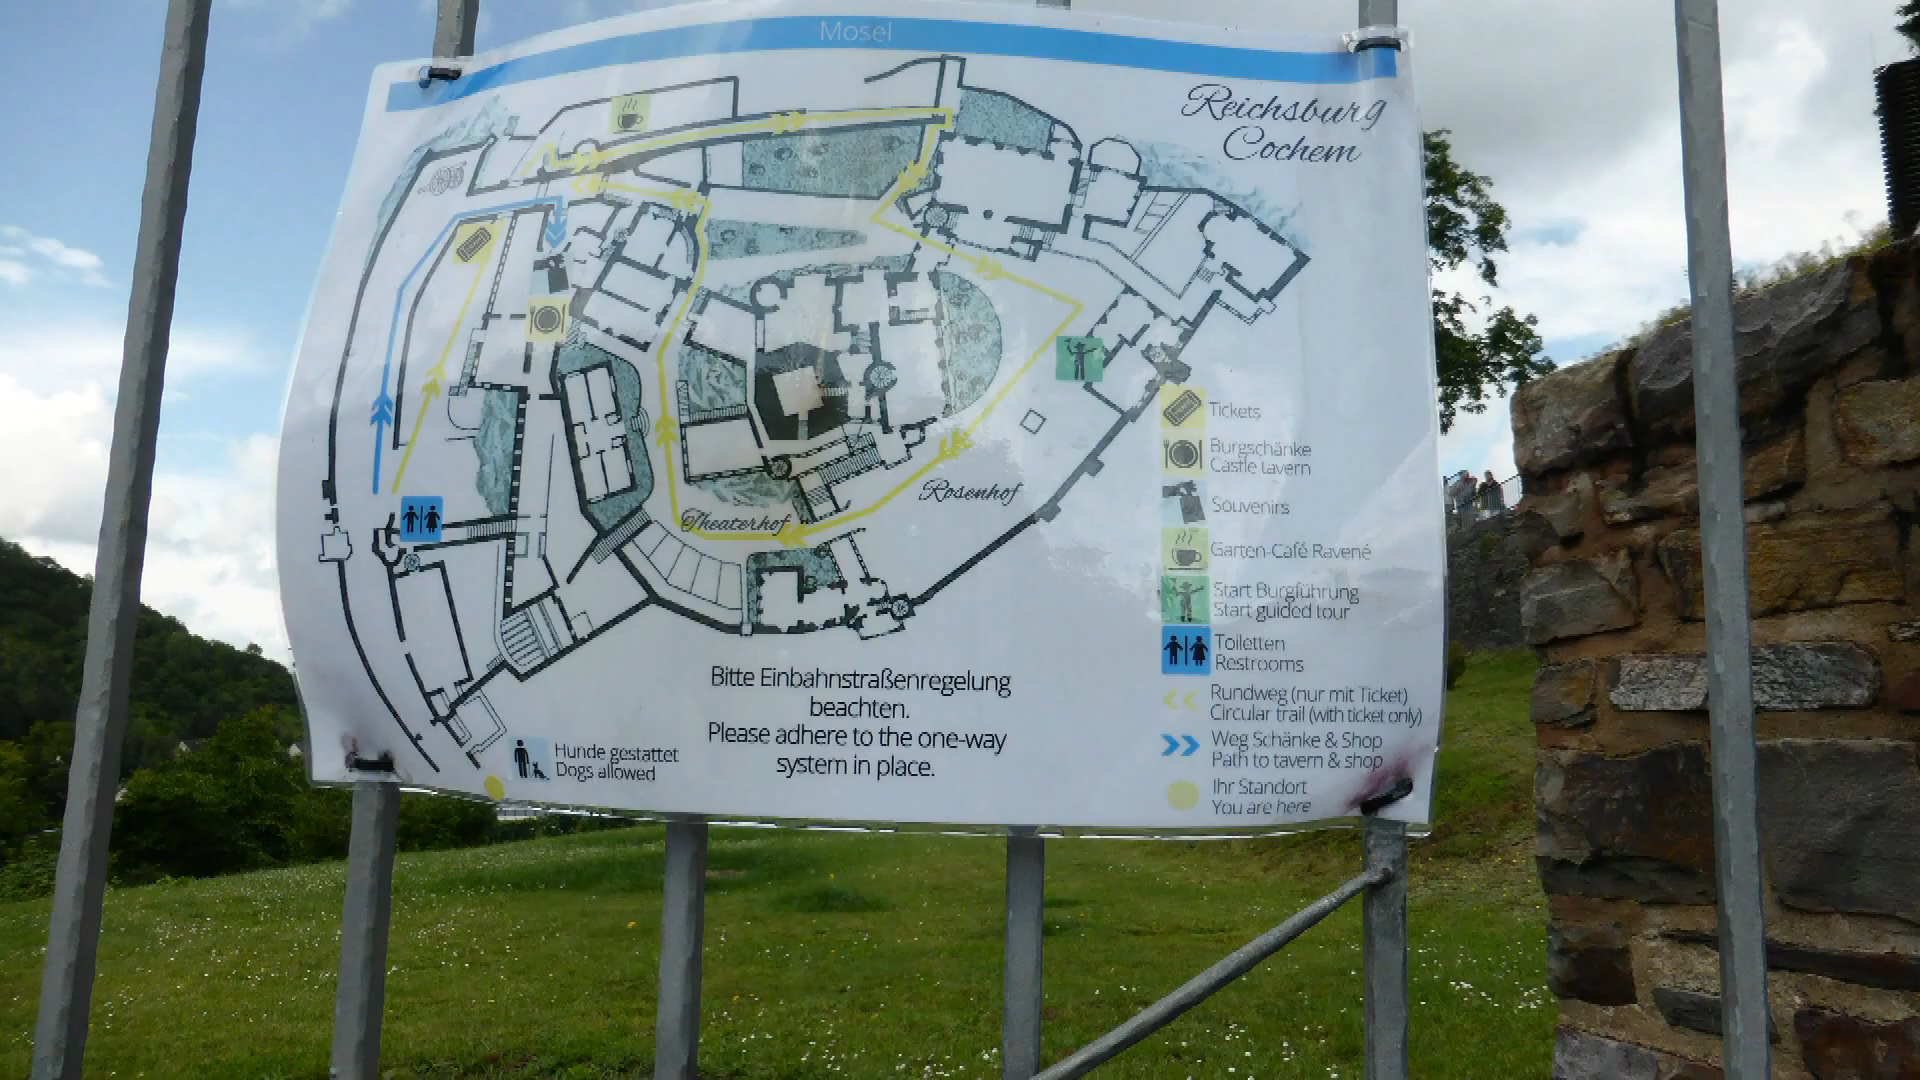 Mosel
Reichsburg
Cochem
Tickets
Burgschänke
Castle tavern
Souvenirs
Garten-Café Ravené
Start Burgführung
Start guided tour
Toiletten
Restrooms
Rundweg (nur mit Ticket)
Circular trail (with ticket only)
Weg Schänke & Shop
Path to tavern & shop
Ihr Standort
You are here
Rosenhof
Theaterhof
Bitte Einbahnstraßenregelung
beachten.
Please adhere to the one-way
system in place.
Hunde gestattet
Dogs allowed